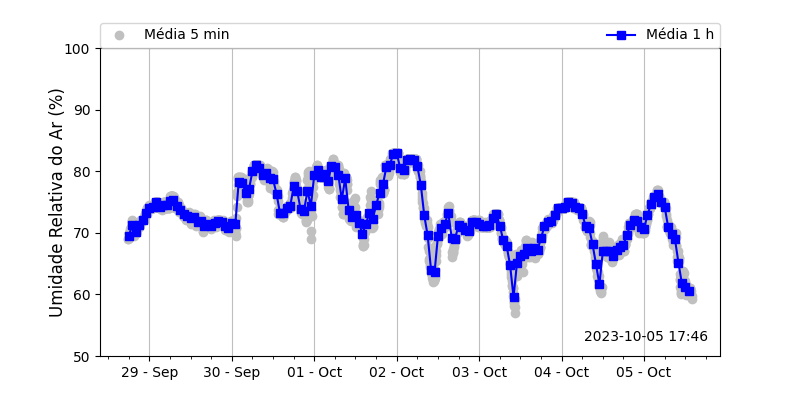 Média 5 min
Média 1 h
Umidade Relativa do Ar (%)
100
90
80
70
60
50
2023-10-05 17:46
29 - Sep
30 - Sep
01 - Oct
02 - Oct
03 - Oct
04 - Oct
05 - Oct